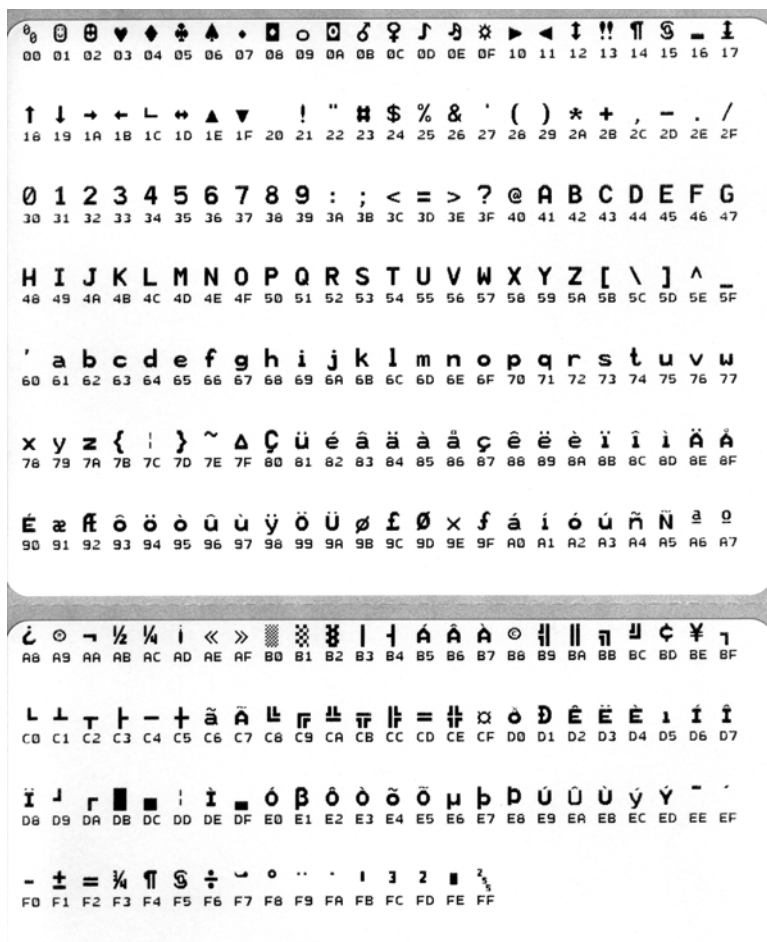 ⁰₀ ☺ ☻ ♥ ♦ ♣ ♠ • ◘ ○ ◙ ♂ ♀ ♪ ♫ ☼ ► ◄ ↕ ‼ ¶ § ▬ ↨
00 01 02 03 04 05 06 07 08 09 0A 0B 0C 0D 0E 0F 10 11 12 13 14 15 16 17
↑ ↓ → ← ∟ ↔ ▲ ▼ ! " # $ % & ' ( ) * + , - . /
18 19 1A 1B 1C 1D 1E 1F 20 21 22 23 24 25 26 27 28 29 2A 2B 2C 2D 2E 2F
0 1 2 3 4 5 6 7 8 9 : ; < = > ? @ A B C D E F G
30 31 32 33 34 35 36 37 38 39 3A 3B 3C 3D 3E 3F 40 41 42 43 44 45 46 47
H I J K L M N O P Q R S T U V W X Y Z [ \ ] ^ _
48 49 4A 4B 4C 4D 4E 4F 50 51 52 53 54 55 56 57 58 59 5A 5B 5C 5D 5E 5F
' a b c d e f g h i j k l m n o p q r s t u v w
60 61 62 63 64 65 66 67 68 69 6A 6B 6C 6D 6E 6F 70 71 72 73 74 75 76 77
x y z { ¦ } ~ ∆ Ç ü é â ä à å ç ê ë è ï î ì Ä Å
78 79 7A 7B 7C 7D 7E 7F 80 81 82 83 84 85 86 87 88 89 8A 8B 8C 8D 8E 8F
É æ Æ ô ö ò û ù ÿ Ö Ü ø £ Ø × ƒ á í ó ú ñ Ñ ª º
90 91 92 93 94 95 96 97 98 99 9A 9B 9C 9D 9E 9F A0 A1 A2 A3 A4 A5 A6 A7
¿ ® ¬ ½ ¼ ¡ « » ░ ▒ ▓ │ ┤ Á Â À © ╣ ║ ╗ ╝ ¢ ¥ ┐
A8 A9 AA AB AC AD AE AF B0 B1 B2 B3 B4 B5 B6 B7 B8 B9 BA BB BC BD BE BF
└ ┴ ┬ ├ ─ ┼ ã Ã ╚ ╔ ╩ ╦ ╠ ═ ╬ ¤ ð Ð Ê Ë È ı Í Î
C0 C1 C2 C3 C4 C5 C6 C7 C8 C9 CA CB CC CD CE CF D0 D1 D2 D3 D4 D5 D6 D7
Ï ┘ ┌ █ ▄ ¦ Ì ▬ Ó β Ô Ò õ Õ µ þ Þ Ú Û Ù ý Ý ¯ ´
D8 D9 DA DB DC DD DE DF E0 E1 E2 E3 E4 E5 E6 E7 E8 E9 EA EB EC ED EE EF
- ± = ¾ ¶ § ÷ ¸ ° ¨ · ı 3 2 ■
F0 F1 F2 F3 F4 F5 F6 F7 F8 F9 FA FB FC FD FE FF